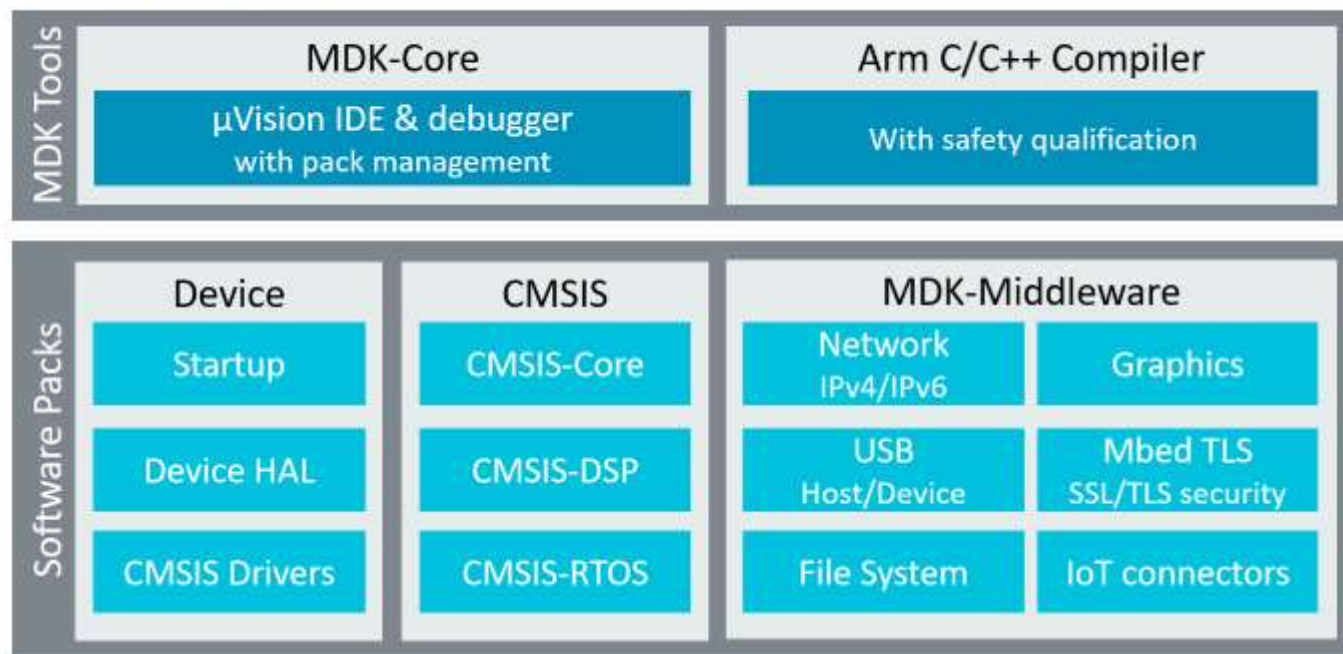 MDK Tools
MDK-Core
µVision IDE & debugger
with pack management
Arm C/C++ Compiler
With safety qualification
Software Packs
Device
Startup
Device HAL
CMSIS Drivers
CMSIS
CMSIS-Core
CMSIS-DSP
CMSIS-RTOS
MDK-Middleware
Network
IPv4/IPv6
Graphics
USB
Host/Device
Mbed TLS
SSL/TLS security
File System
IoT connectors